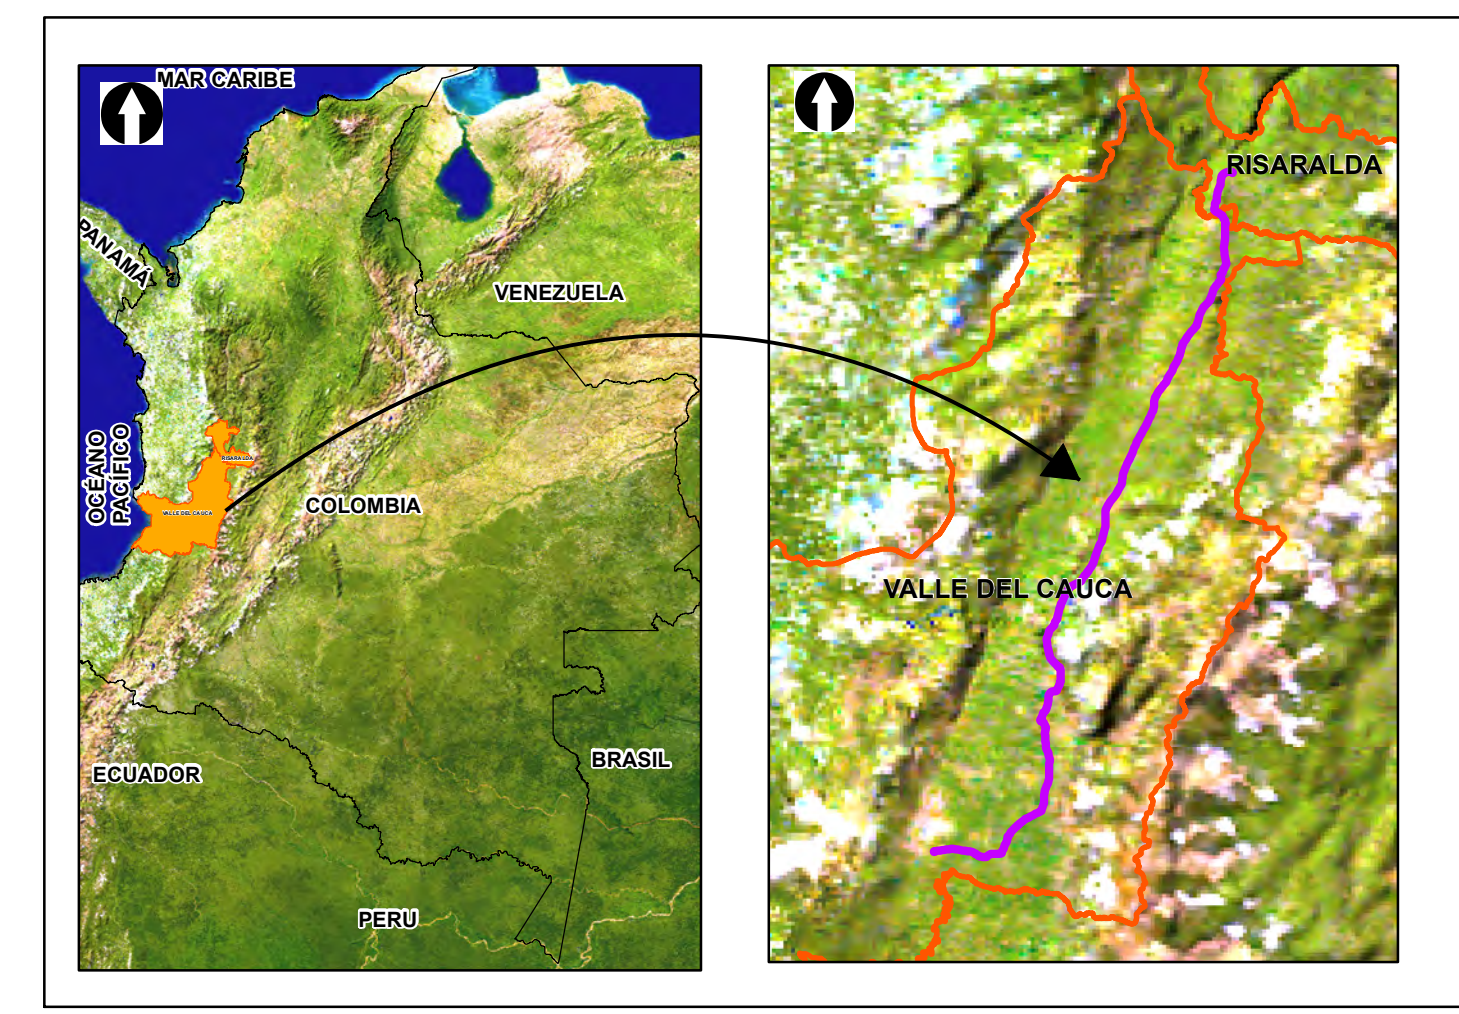 MAR CARIBE
PANAMÁ
VENEZUELA
OCÉANO
PACÍFICO
RISARALDA
VALLE DEL CAUCA
COLOMBIA
ECUADOR
BRASIL
PERU
RISARALDA
VALLE DEL CAUCA